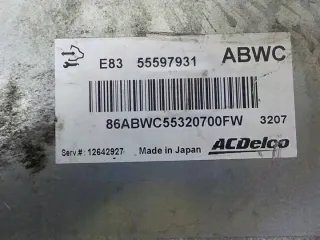 E83 55597931 ABWC
86ABWC55320700FW 3207
Serv.#: 12642927 Made in Japan ACDelco